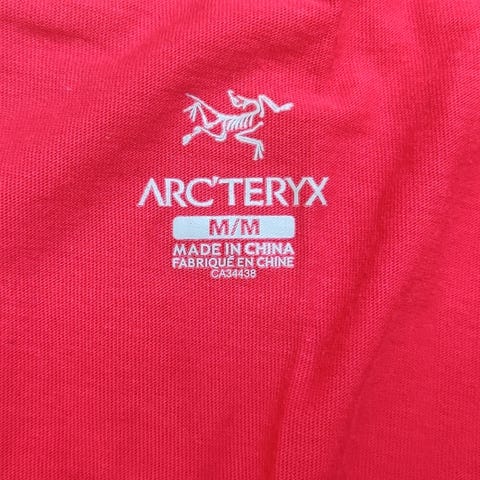 ARC'TERYX
M/M
MADE IN CHINA
FABRIQUÉ EN CHINE
CA34438